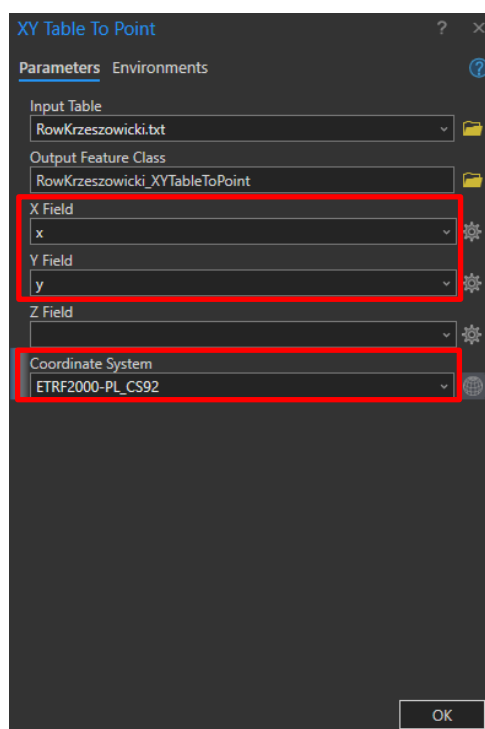 XY Table To Point ? ×
Parameters Environments ?
Input Table
RowKrzeszowicki.txt
Output Feature Class
RowKrzeszowicki_XYTableToPoint
X Field
x
Y Field
y
Z Field
Coordinate System
ETRF2000-PL_CS92
OK